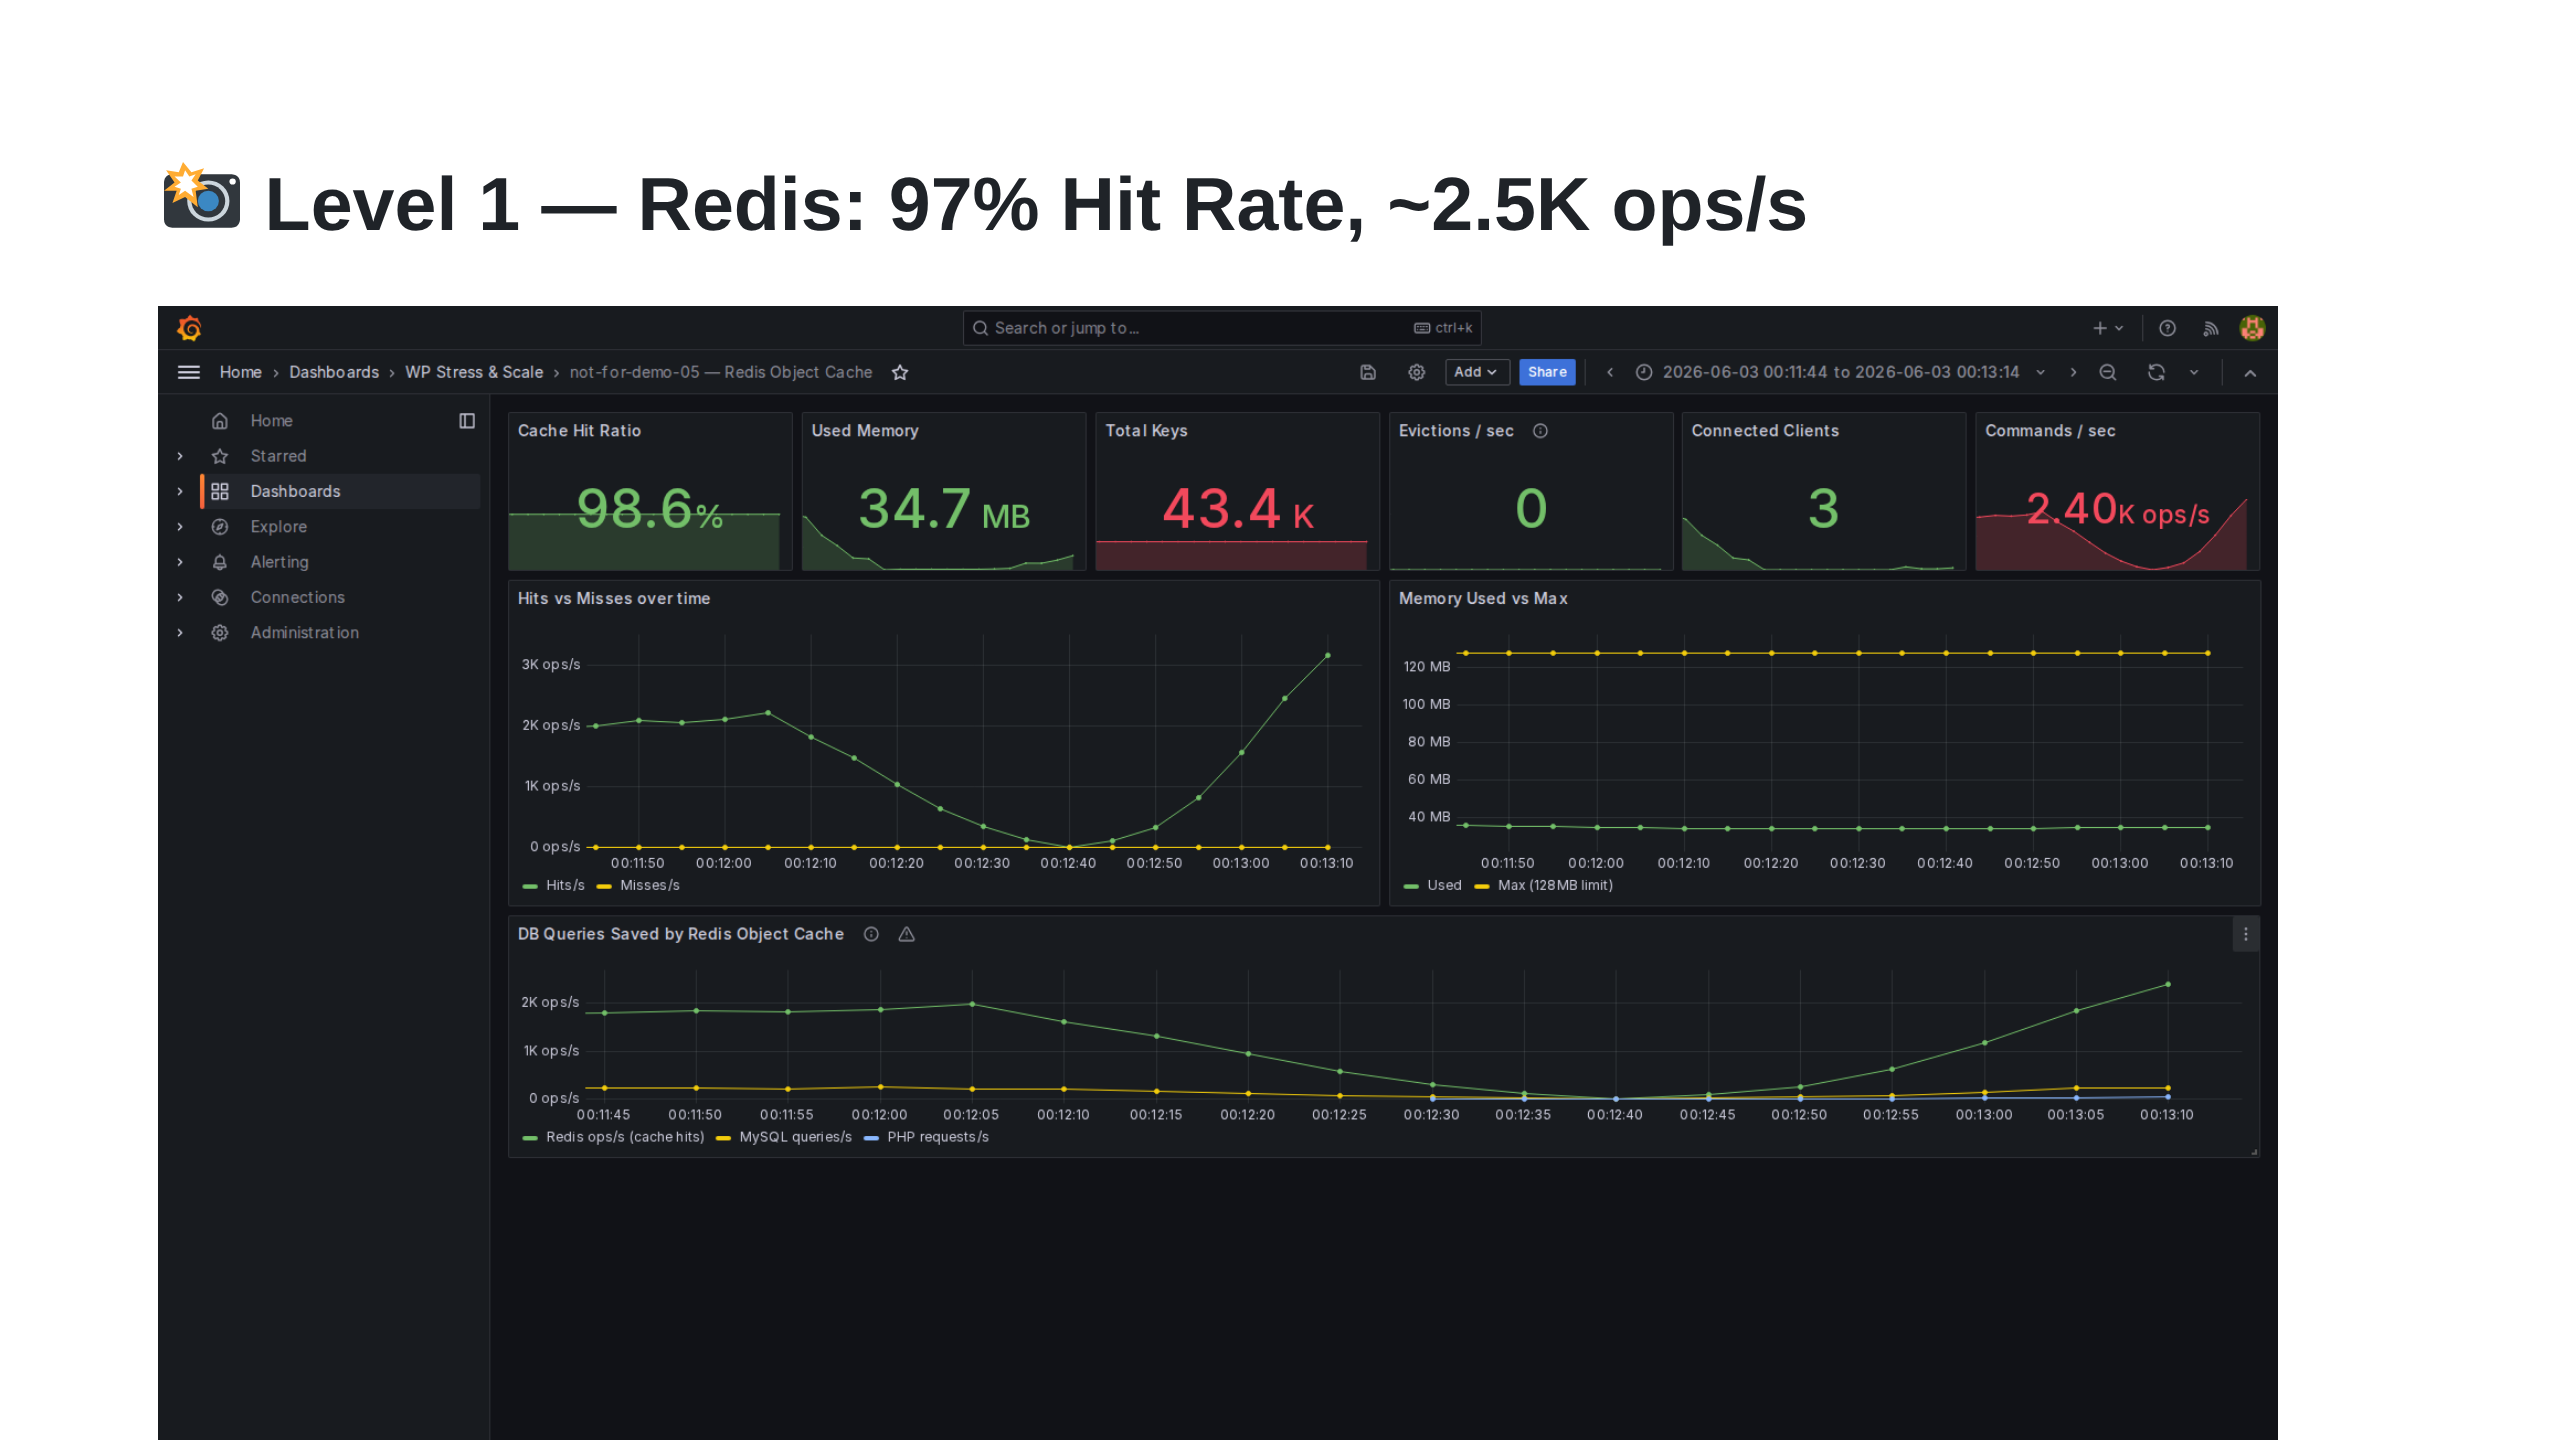 Level 1 — Redis: 97% Hit Rate, ~2.5K ops/s
Search or jump to...
ctrl+k
Home › Dashboards › WP Stress & Scale › not-for-demo-05 — Redis Object Cache
Add
Share
2026-06-03 00:11:44 to 2026-06-03 00:13:14
Home
Starred
Dashboards
Explore
Alerting
Connections
Administration
Cache Hit Ratio
98.6%
Used Memory
34.7 MB
Total Keys
43.4 K
Evictions / sec
0
Connected Clients
3
Commands / sec
2.40K ops/s
Hits vs Misses over time
3K ops/s
2K ops/s
1K ops/s
0 ops/s
00:11:50 00:12:00 00:12:10 00:12:20 00:12:30 00:12:40 00:12:50 00:13:00 00:13:10
Hits/s Misses/s
Memory Used vs Max
120 MB
100 MB
80 MB
60 MB
40 MB
00:11:50 00:12:00 00:12:10 00:12:20 00:12:30 00:12:40 00:12:50 00:13:00 00:13:10
Used Max (128MB limit)
DB Queries Saved by Redis Object Cache
2K ops/s
1K ops/s
0 ops/s
00:11:45 00:11:50 00:11:55 00:12:00 00:12:05 00:12:10 00:12:15 00:12:20 00:12:25 00:12:30 00:12:35 00:12:40 00:12:45 00:12:50 00:12:55 00:13:00 00:13:05 00:13:10
Redis ops/s (cache hits) MySQL queries/s PHP requests/s